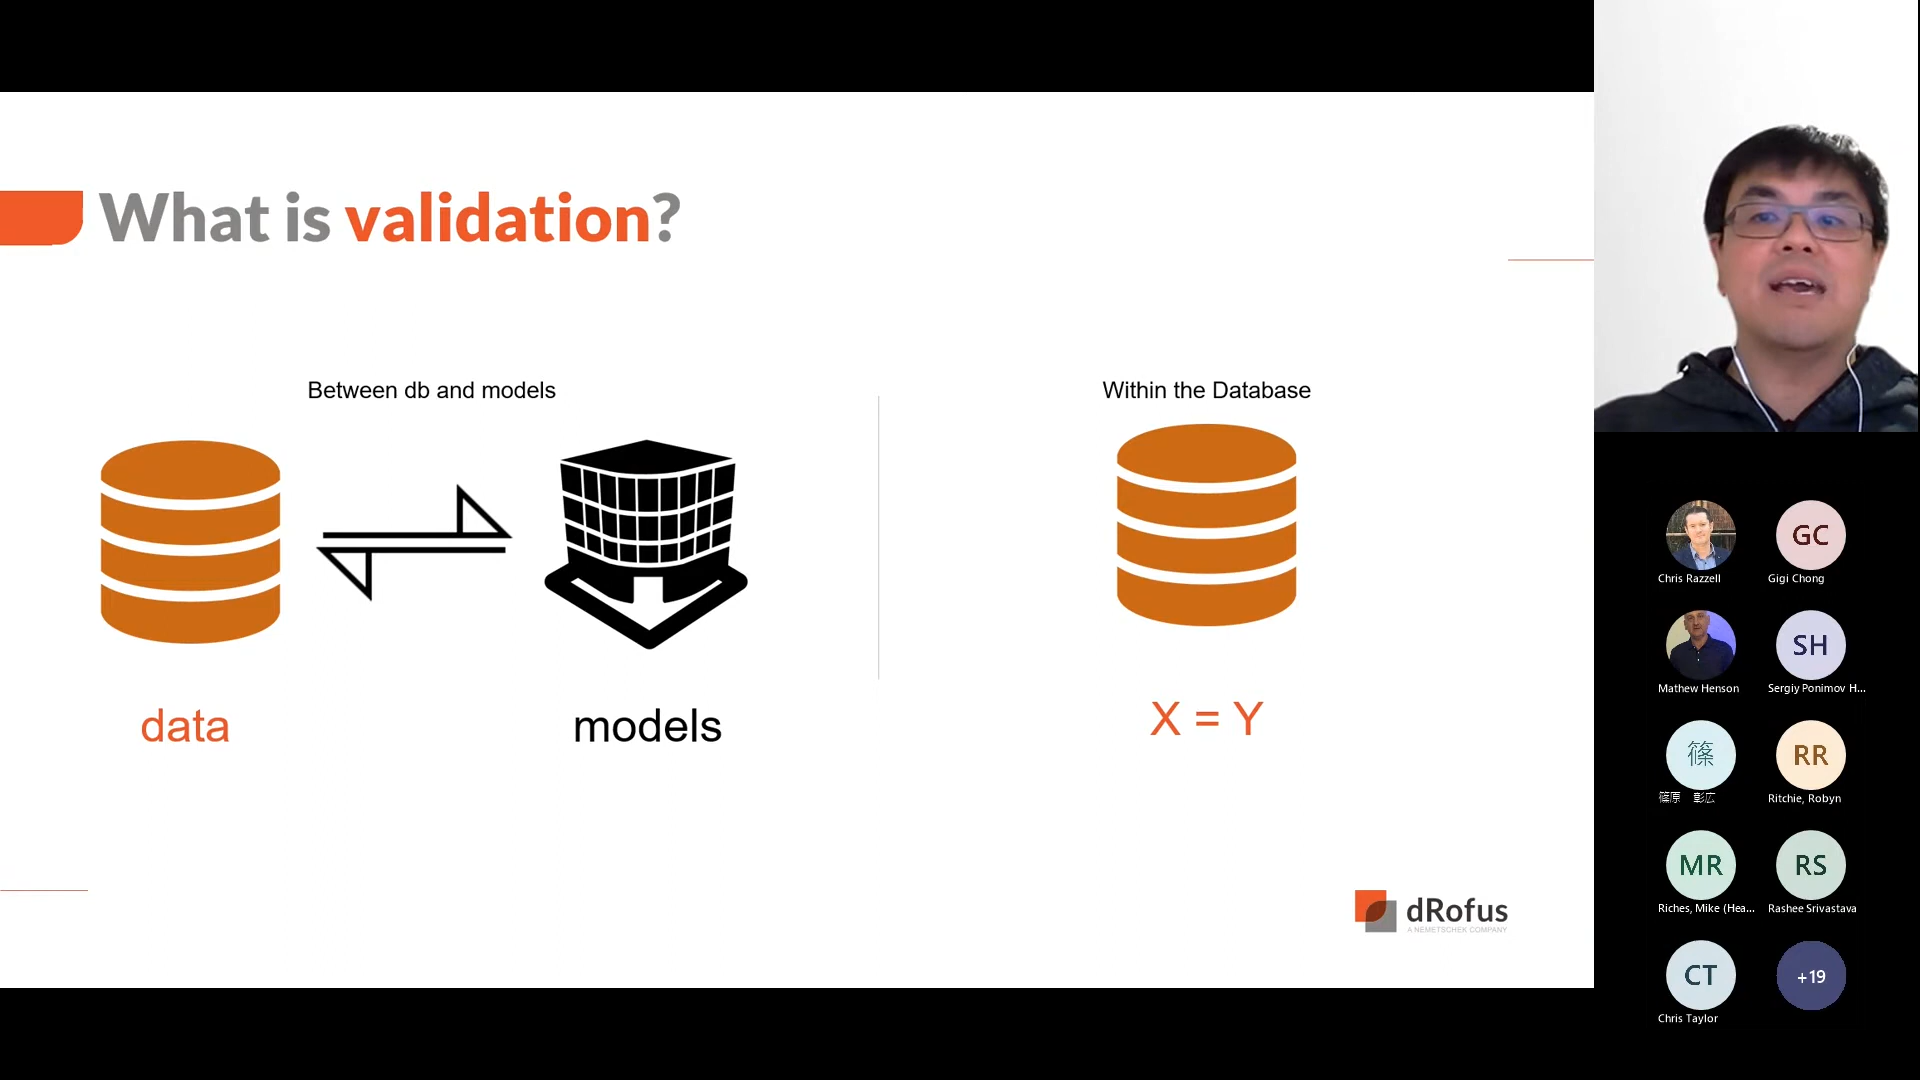 What is validation?
Between db and models
Within the Database
data
models
X = Y
dRofus
A NEMETSCHEK COMPANY
GC
Chris Razzell
Gigi Chong
SH
Mathew Henson
Sergiy Ponimov H...
篠
RR
篠原 彰広
Ritchie, Robyn
MR
RS
Riches, Mike (Hea...
Rashee Srivastava
CT
+19
Chris Taylor